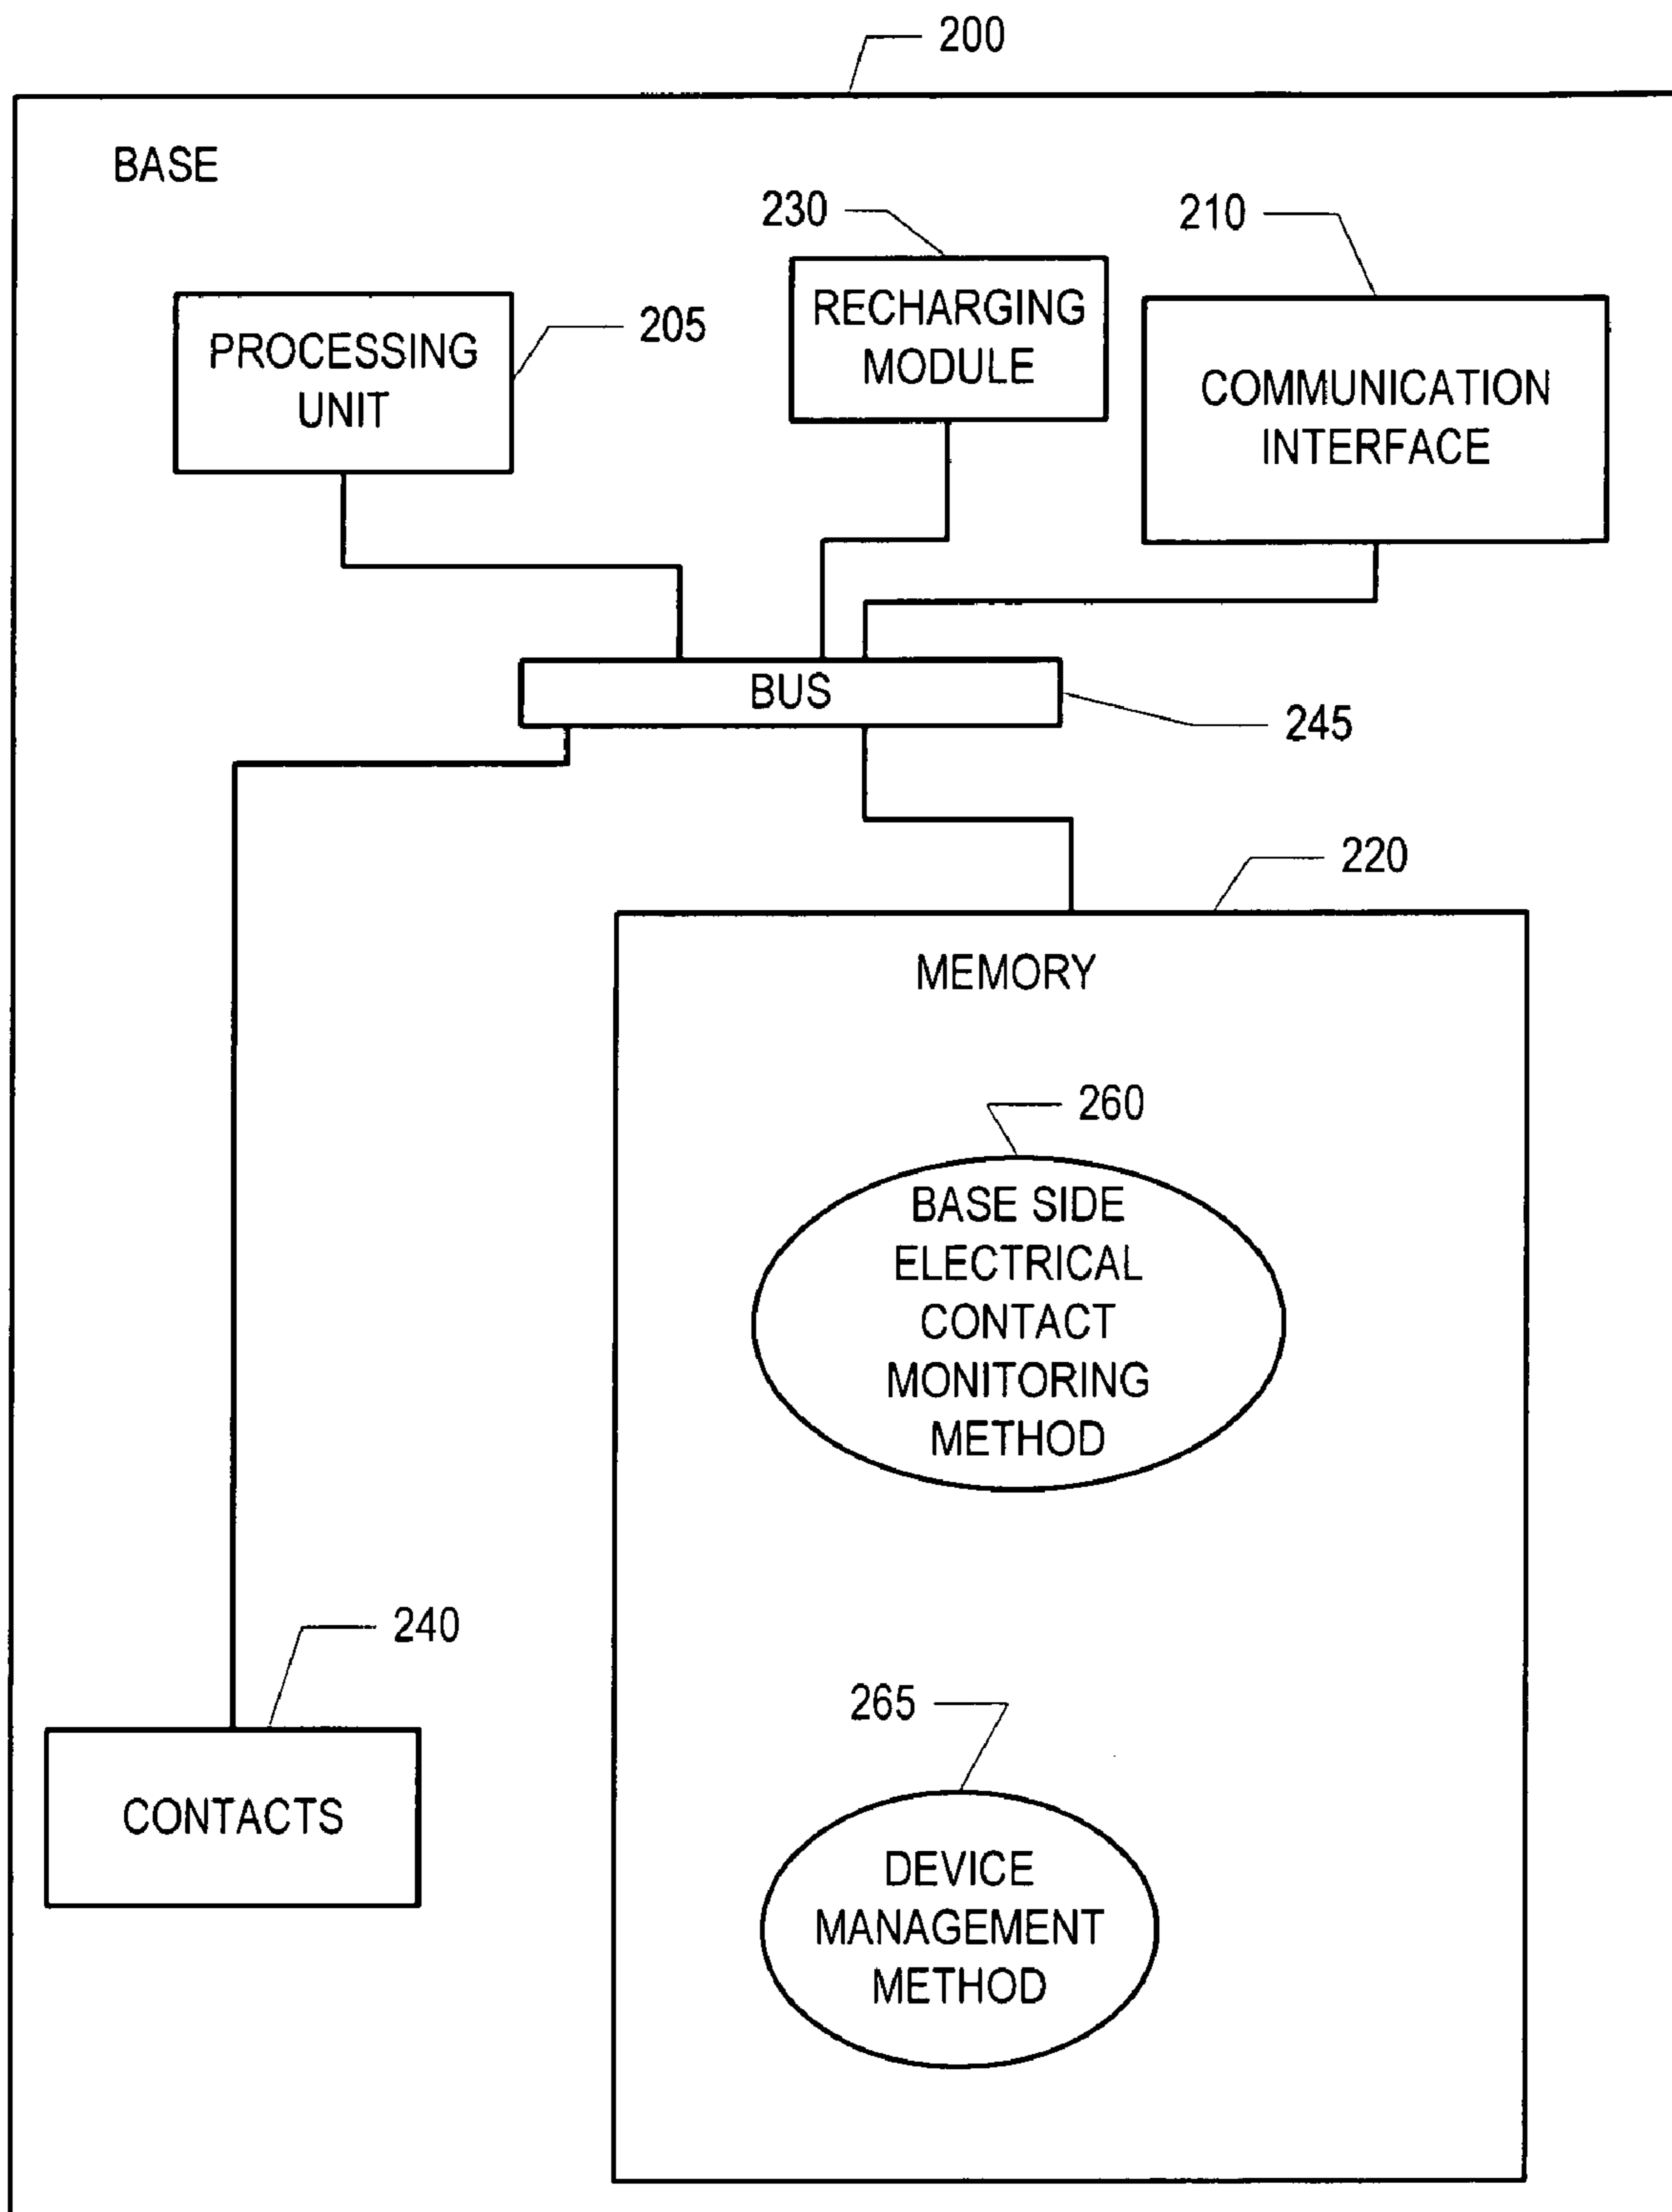 200
BASE
230
210
RECHARGING
MODULE
205
PROCESSING
UNIT
COMMUNICATION
INTERFACE
BUS
245
220
MEMORY
260
BASE SIDE
ELECTRICAL
CONTACT
MONITORING
METHOD
240
CONTACTS
265
DEVICE
MANAGEMENT
METHOD